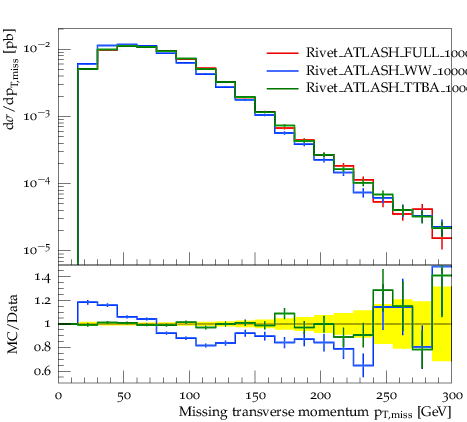 dσ/dp_T,miss [pb]
10⁻²
10⁻³
10⁻⁴
10⁻⁵
Rivet_ATLASH_FULL_1000
Rivet_ATLASH_WW_1000
Rivet_ATLASH_TTBA_1000
MC/Data
1.4
1.2
1
0.8
0.6
0 50 100 150 200 250 300
Missing transverse momentum p_T,miss [GeV]